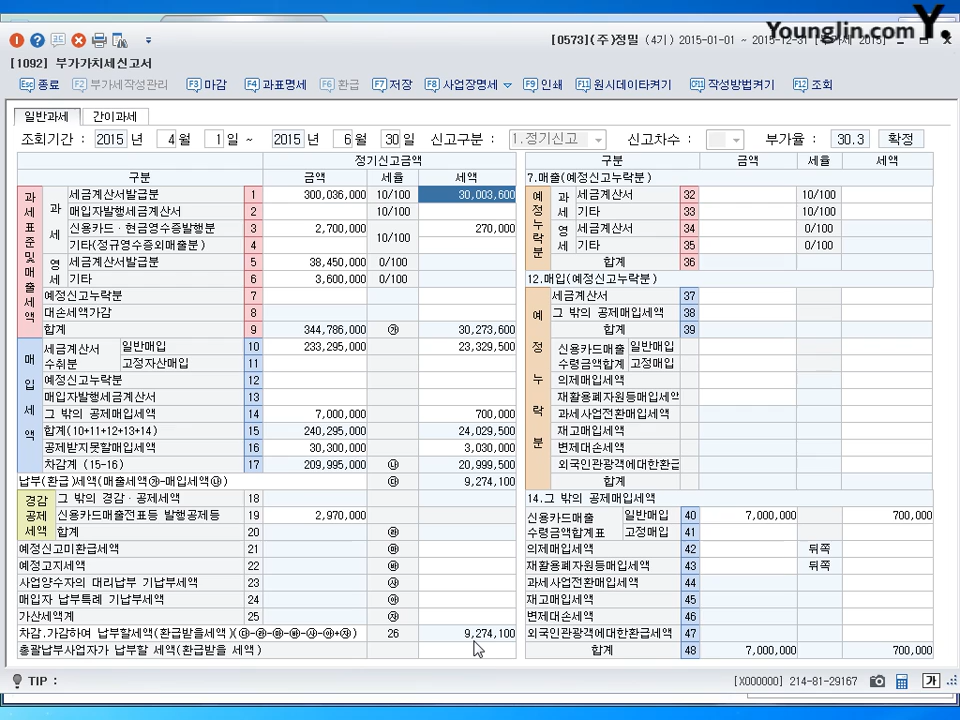 Younglin.com Y.
[0573](주)정밀 (4기) 2015-01-01 ~ 2015-12-31 2015]
[1092] 부가가치세신고서
Esc 종료 F2 부가세작성관리 F3 마감 F4 과표명세 F6 환급 F7 저장 F8 사업장명세 F9 인쇄 F11 원시데이타켜기 CF11 작성방법켜기 F12 조회
일반과세 간이과세
조회기간 : 2015 년 4 월 1 일 ~ 2015 년 6 월 30 일 신고구분 : 1.정기신고 신고차수 : 부가율 : 30.3 확정
정기신고금액
구분 금액 세율 세액
과세표준및매출세액
과세
세금계산서발급분 1 300,036,000 10/100 30,003,600
매입자발행세금계산서 2 10/100
신용카드·현금영수증발행분 3 2,700,000 10/100 270,000
기타(정규영수증외매출분) 4
영세
세금계산서발급분 5 38,450,000 0/100
기타 6 3,600,000 0/100
예정신고누락분 7
대손세액가감 8
합계 9 344,786,000 ㉮ 30,273,600
매입세액
세금계산서 수취분
일반매입 10 233,295,000 23,329,500
고정자산매입 11
예정신고누락분 12
매입자발행세금계산서 13
그 밖의 공제매입세액 14 7,000,000 700,000
합계(10+11+12+13+14) 15 240,295,000 24,029,500
공제받지못할매입세액 16 30,300,000 3,030,000
차감계 (15-16) 17 209,995,000 ㉯ 20,999,500
납부(환급)세액(매출세액㉮-매입세액㉯) ㉰ 9,274,100
경감공제세액
그 밖의 경감·공제세액 18
신용카드매출전표등 발행공제등 19 2,970,000
합계 20 ㉱
예정신고미환급세액 21 ㉲
예정고지세액 22 ㉳
사업양수자의 대리납부 기납부세액 23 ㉴
매입자 납부특례 기납부세액 24 ㉵
가산세액계 25 ㉶
차감.가감하여 납부할세액(환급받을세액)(㉰-㉱-㉲-㉳-㉴-㉵+㉶) 26 9,274,100
총괄납부사업자가 납부할 세액(환급받을 세액)
구분 금액 세율 세액
7.매출(예정신고누락분)
예정누락분
과세
세금계산서 32 10/100
기타 33 10/100
영세
세금계산서 34 0/100
기타 35 0/100
합계 36
12.매입(예정신고누락분)
예정누락분
세금계산서 37
그 밖의 공제매입세액 38
합계 39
신용카드매출 수령금액합계
일반매입
고정매입
의제매입세액
재활용폐자원등매입세액
과세사업전환매입세액
재고매입세액
변제대손세액
외국인관광객에대한환급
합계
14.그 밖의 공제매입세액
신용카드매출 수령금액합계표
일반매입 40 7,000,000 700,000
고정매입 41
의제매입세액 42 뒤쪽
재활용폐자원등매입세액 43 뒤쪽
과세사업전환매입세액 44
재고매입세액 45
변제대손세액 46
외국인관광객에대한환급세액 47
합계 48 7,000,000 700,000
TIP : [X000000] 214-81-29167 가